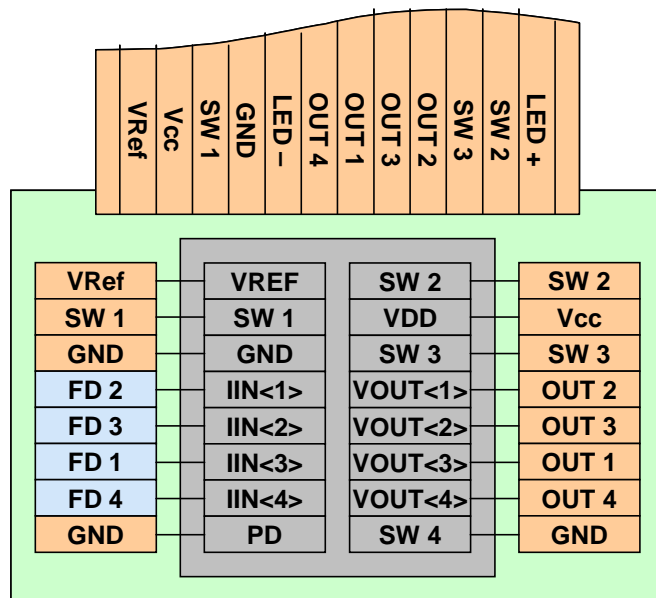 VRef
Vcc
SW 1
GND
LED –
OUT 4
OUT 1
OUT 3
OUT 2
SW 3
SW 2
LED +
VRef VREF SW 2 SW 2
SW 1 SW 1 VDD Vcc
GND GND SW 3 SW 3
FD 2 IIN<1> VOUT<1> OUT 2
FD 3 IIN<2> VOUT<2> OUT 3
FD 1 IIN<3> VOUT<3> OUT 1
FD 4 IIN<4> VOUT<4> OUT 4
GND PD SW 4 GND